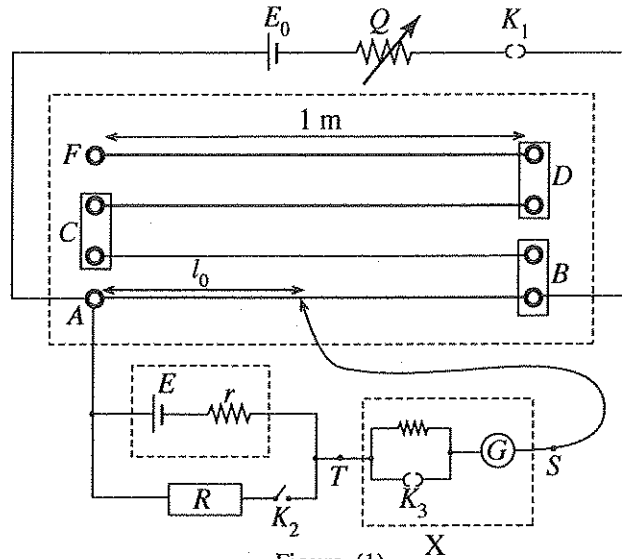 E0 Q K1
1 m
F D
C
l0 B
A
E r
T G S
R K2 K3
X
Figure (1)